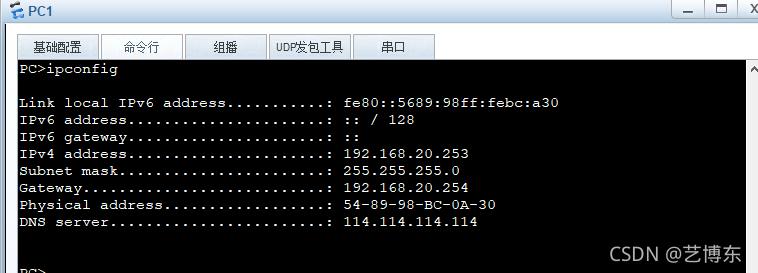 PC1
基础配置 命令行 组播 UDP发包工具 串口
PC>ipconfig
Link local IPv6 address...........: fe80::5689:98ff:febc:a30
IPv6 address......................: :: / 128
IPv6 gateway......................: ::
IPv4 address......................: 192.168.20.253
Subnet mask.......................: 255.255.255.0
Gateway...........................: 192.168.20.254
Physical address..................: 54-89-98-BC-0A-30
DNS server........................: 114.114.114.114
PC>
CSDN @艺博东